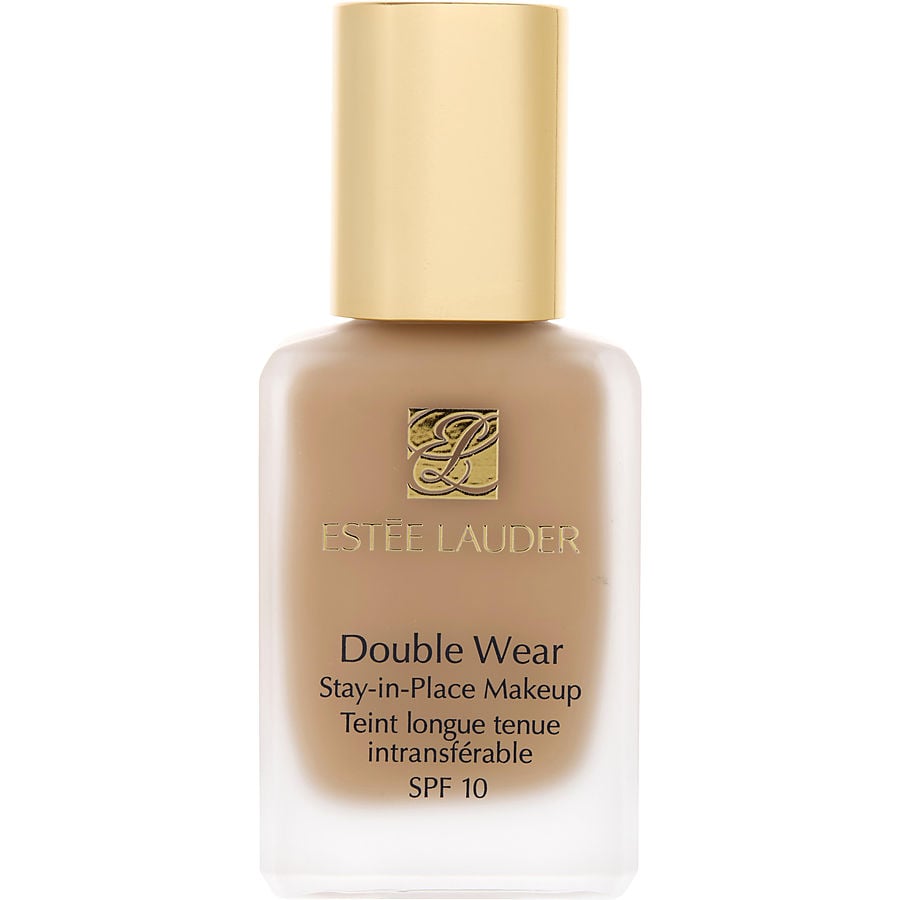 ESTĒE LAUDER
Double Wear
Stay-in-Place Makeup
Teint longue tenue
intransférable
SPF 10